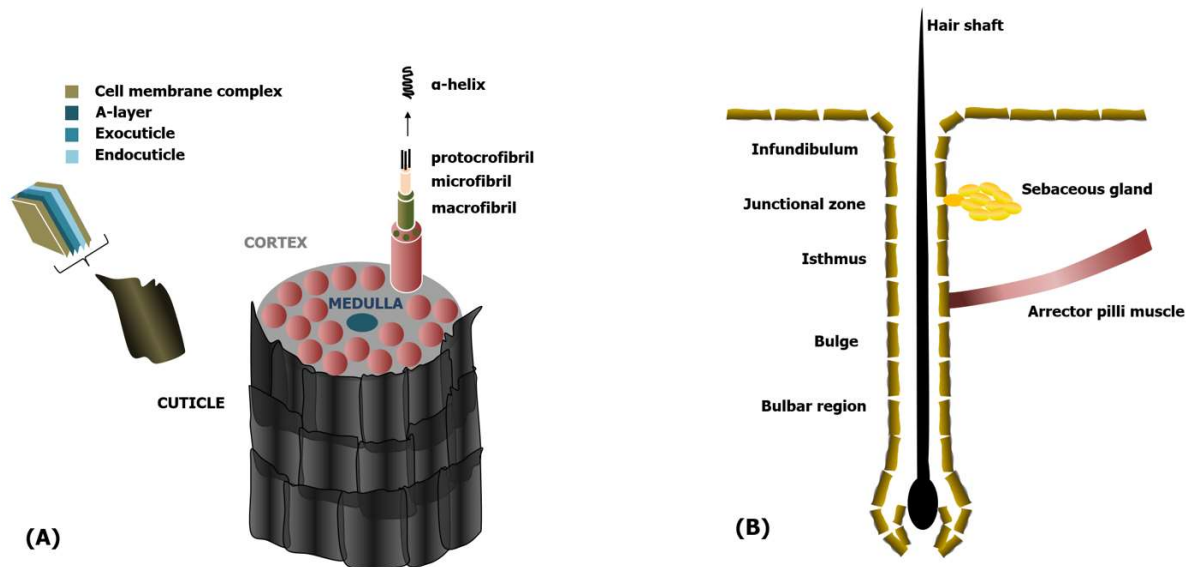 Cell membrane complex
A-layer
Exocuticle
Endocuticle
α-helix
protocrofibril
microfibril
macrofibril
CORTEX
MEDULLA
CUTICLE
(A)
Hair shaft
Infundibulum
Junctional zone
Sebaceous gland
Isthmus
Arrector pilli muscle
Bulge
Bulbar region
(B)